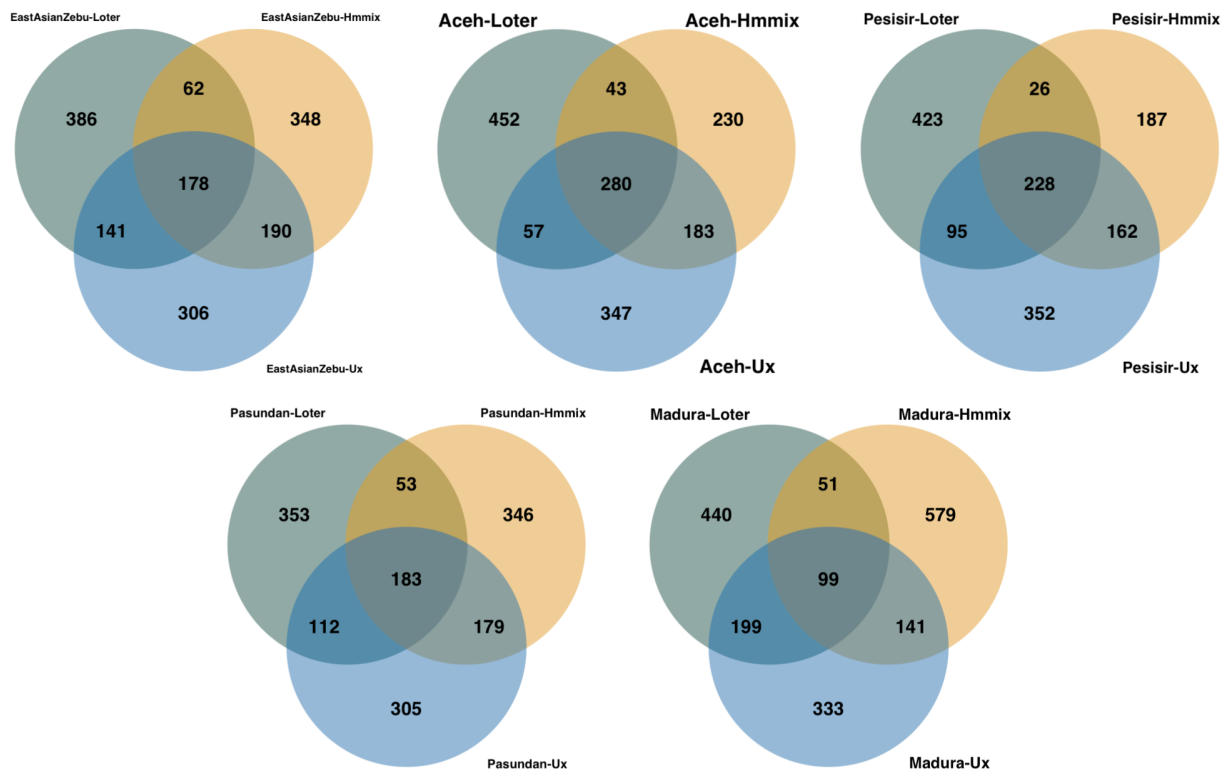 EastAsianZebu-Loter EastAsianZebu-Hmmix
62
386 348
178
141 190
306
EastAsianZebu-Ux
Aceh-Loter Aceh-Hmmix
43
452 230
280
57 183
347
Aceh-Ux
Pesisir-Loter Pesisir-Hmmix
26
423 187
228
95 162
352
Pesisir-Ux
Pasundan-Loter Pasundan-Hmmix
53
353 346
183
112 179
305
Pasundan-Ux
Madura-Loter Madura-Hmmix
51
440 579
99
199 141
333
Madura-Ux